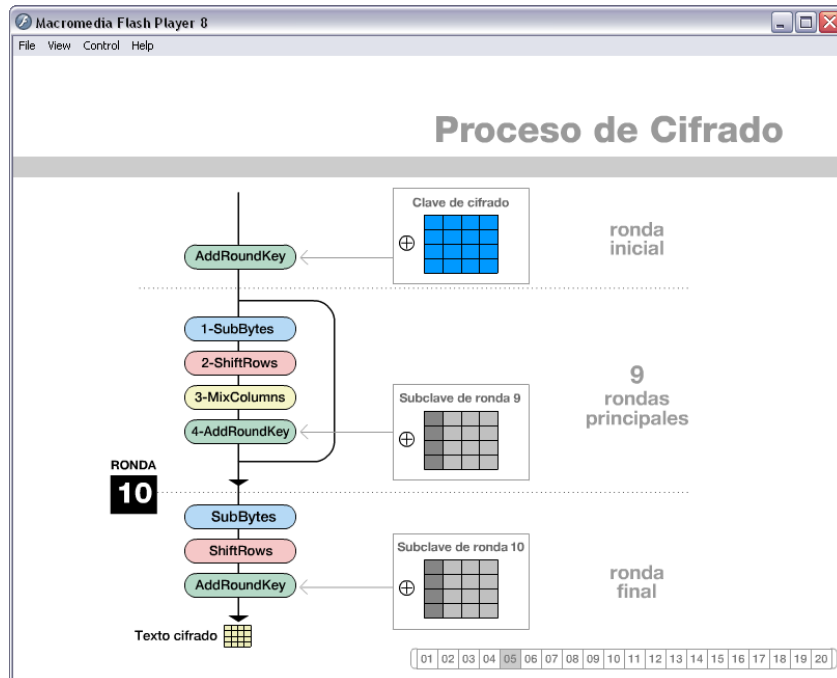 Macromedia Flash Player 8
File View Control Help
Proceso de Cifrado
Clave de cifrado
AddRoundKey
ronda
inicial
1-SubBytes
2-ShiftRows
3-MixColumns
4-AddRoundKey
Subclave de ronda 9
9
rondas
principales
RONDA
10
SubBytes
ShiftRows
AddRoundKey
Subclave de ronda 10
ronda
final
Texto cifrado
01 02 03 04 05 06 07 08 09 10 11 12 13 14 15 16 17 18 19 20